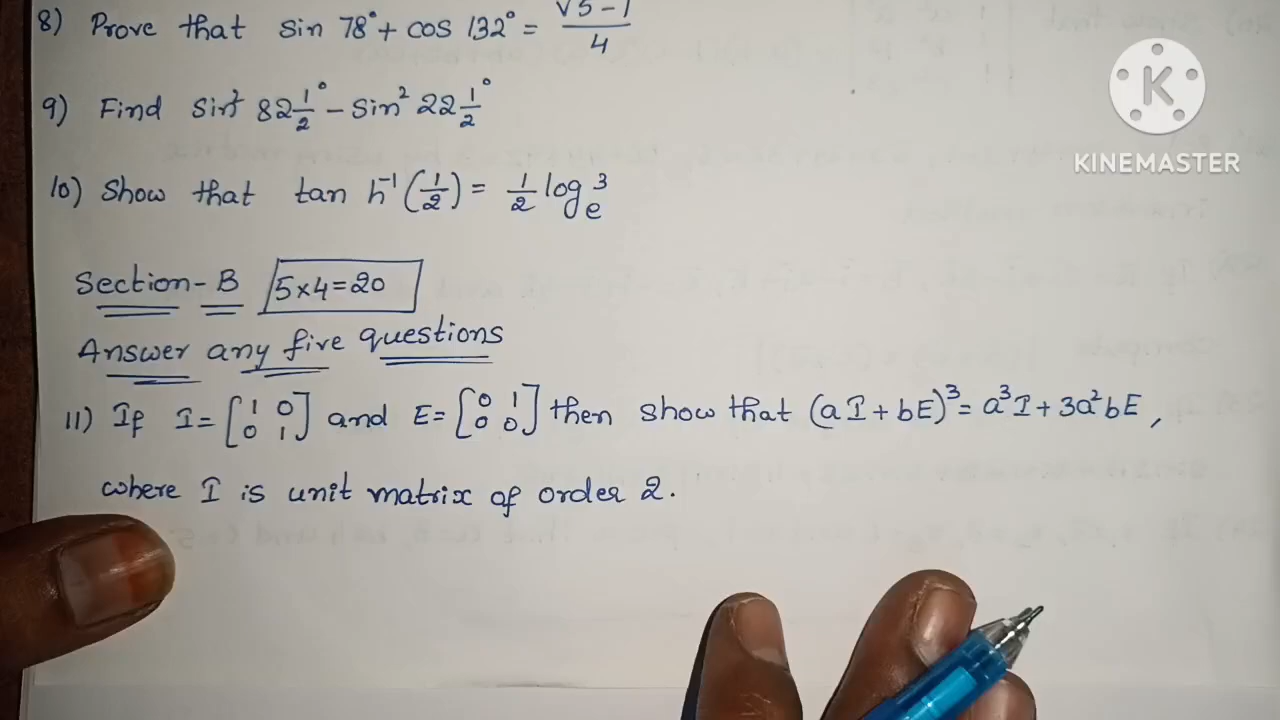 8) Prove that sin 78° + cos 132° = √5 - 1 / 4
9) Find sin² 82 1/2° - sin² 22 1/2°
10) Show that tan h⁻¹ (1/2) = 1/2 log e 3
Section - B 5×4=20
Answer any five questions
11) If I = [1 0 0 1] and E = [0 1 0 0] then show that (aI + bE)³ = a³I + 3a²bE,
where I is unit matrix of order 2.
K
KINEMASTER